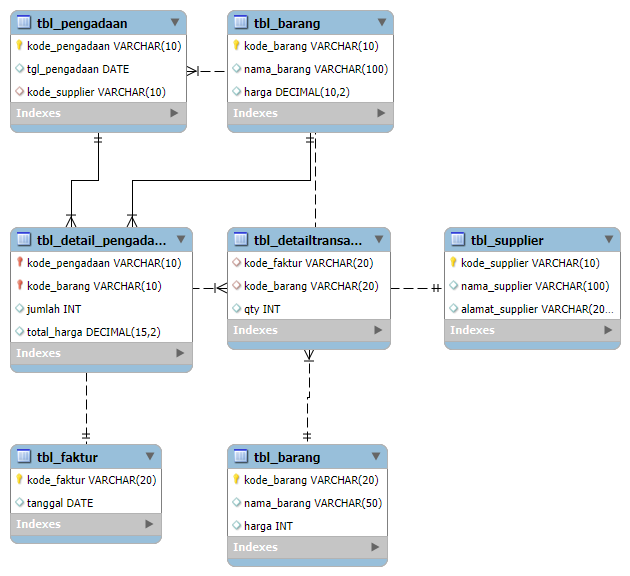 tbl_pengadaan
kode_pengadaan VARCHAR(10)
tgl_pengadaan DATE
kode_supplier VARCHAR(10)
Indexes
tbl_barang
kode_barang VARCHAR(10)
nama_barang VARCHAR(100)
harga DECIMAL(10,2)
Indexes
tbl_detail_pengada...
kode_pengadaan VARCHAR(10)
kode_barang VARCHAR(10)
jumlah INT
total_harga DECIMAL(15,2)
Indexes
tbl_detailtransa...
kode_faktur VARCHAR(20)
kode_barang VARCHAR(20)
qty INT
Indexes
tbl_supplier
kode_supplier VARCHAR(10)
nama_supplier VARCHAR(100)
alamat_supplier VARCHAR(20...
Indexes
tbl_faktur
kode_faktur VARCHAR(20)
tanggal DATE
Indexes
tbl_barang
kode_barang VARCHAR(20)
nama_barang VARCHAR(50)
harga INT
Indexes